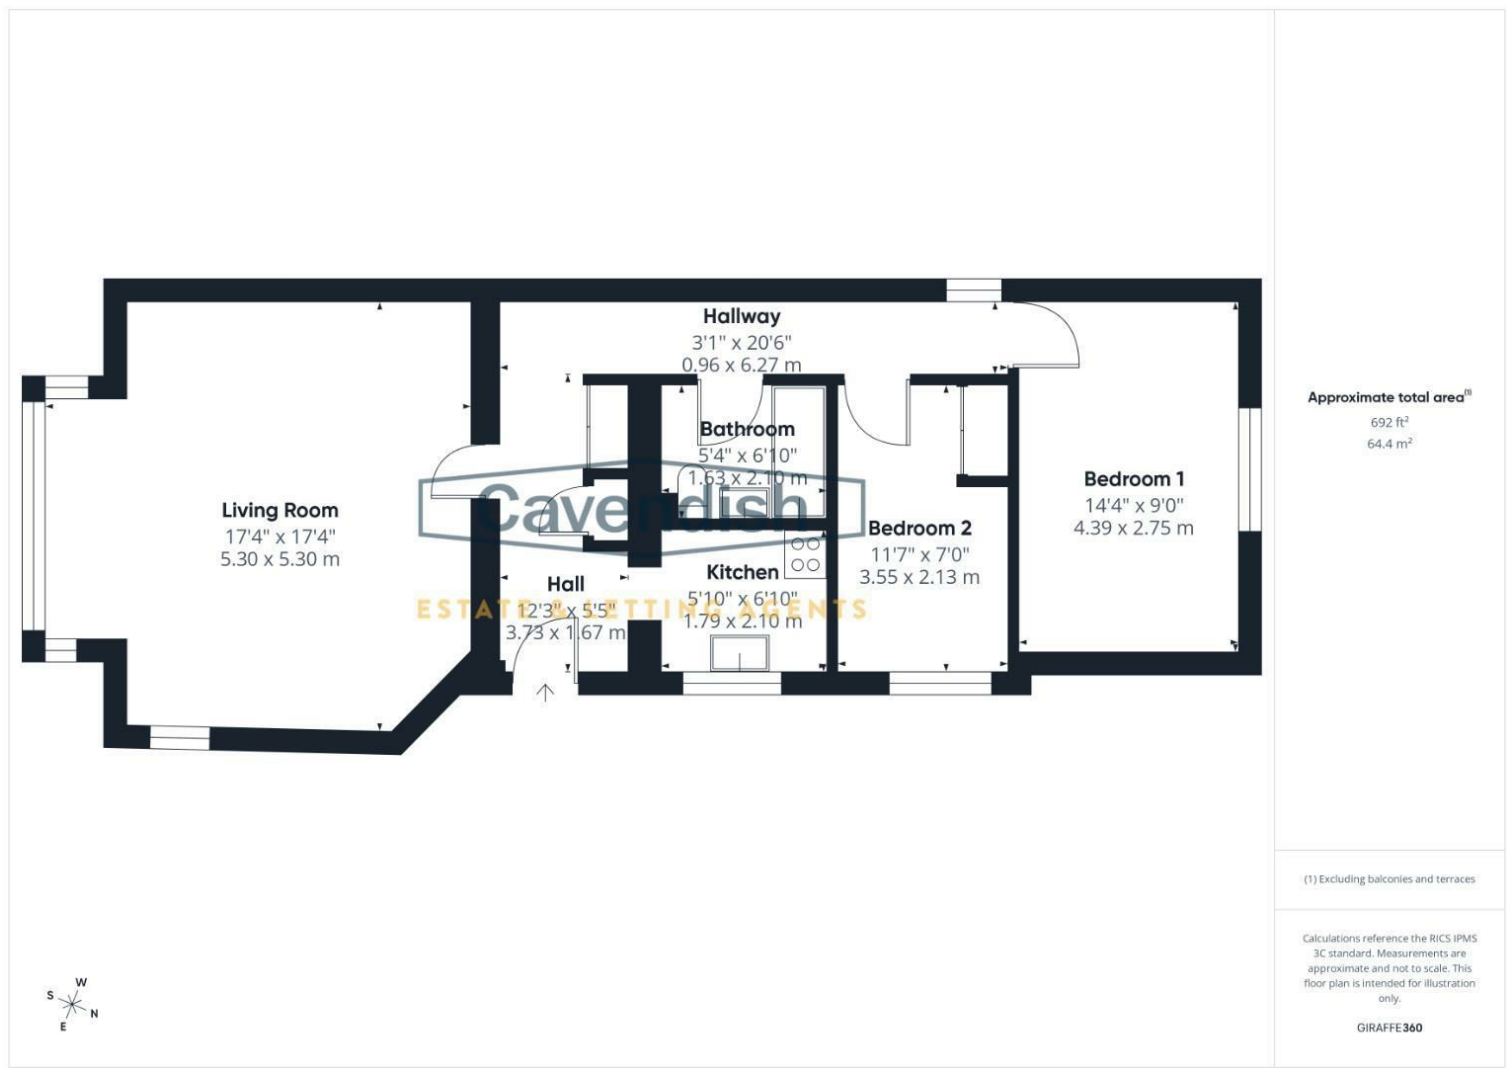 Hallway
3'1" x 20'6"
0.96 x 6.27 m
Bathroom
5'4" x 6'10"
1.63 x 2.10 m
Living Room
17'4" x 17'4"
5.30 x 5.30 m
Cavendish
ESTATE & LETTING AGENTS
Hall
12'3" x 5'5"
3.73 x 1.67 m
Kitchen
5'10" x 6'10"
1.79 x 2.10 m
Bedroom 2
11'7" x 7'0"
3.55 x 2.13 m
Bedroom 1
14'4" x 9'0"
4.39 x 2.75 m
W
S
N
E
Approximate total area(1)
692 ft²
64.4 m²
(1) Excluding balconies and terraces
Calculations reference the RICS IPMS
3C standard. Measurements are
approximate and not to scale. This
floor plan is intended for illustration
only.
GIRAFFE360